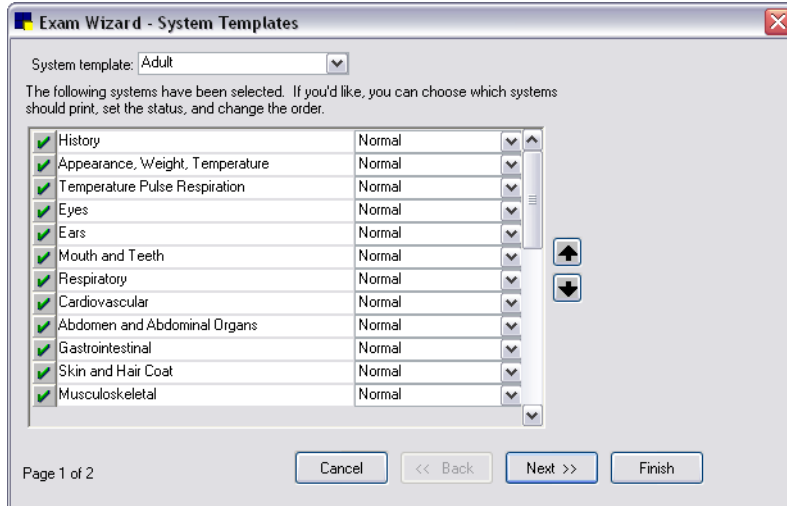 Exam Wizard - System Templates
System template: Adult
The following systems have been selected. If you'd like, you can choose which systems
should print, set the status, and change the order.
History Normal
Appearance, Weight, Temperature Normal
Temperature Pulse Respiration Normal
Eyes Normal
Ears Normal
Mouth and Teeth Normal
Respiratory Normal
Cardiovascular Normal
Abdomen and Abdominal Organs Normal
Gastrointestinal Normal
Skin and Hair Coat Normal
Musculoskeletal Normal
Page 1 of 2 Cancel << Back Next >> Finish